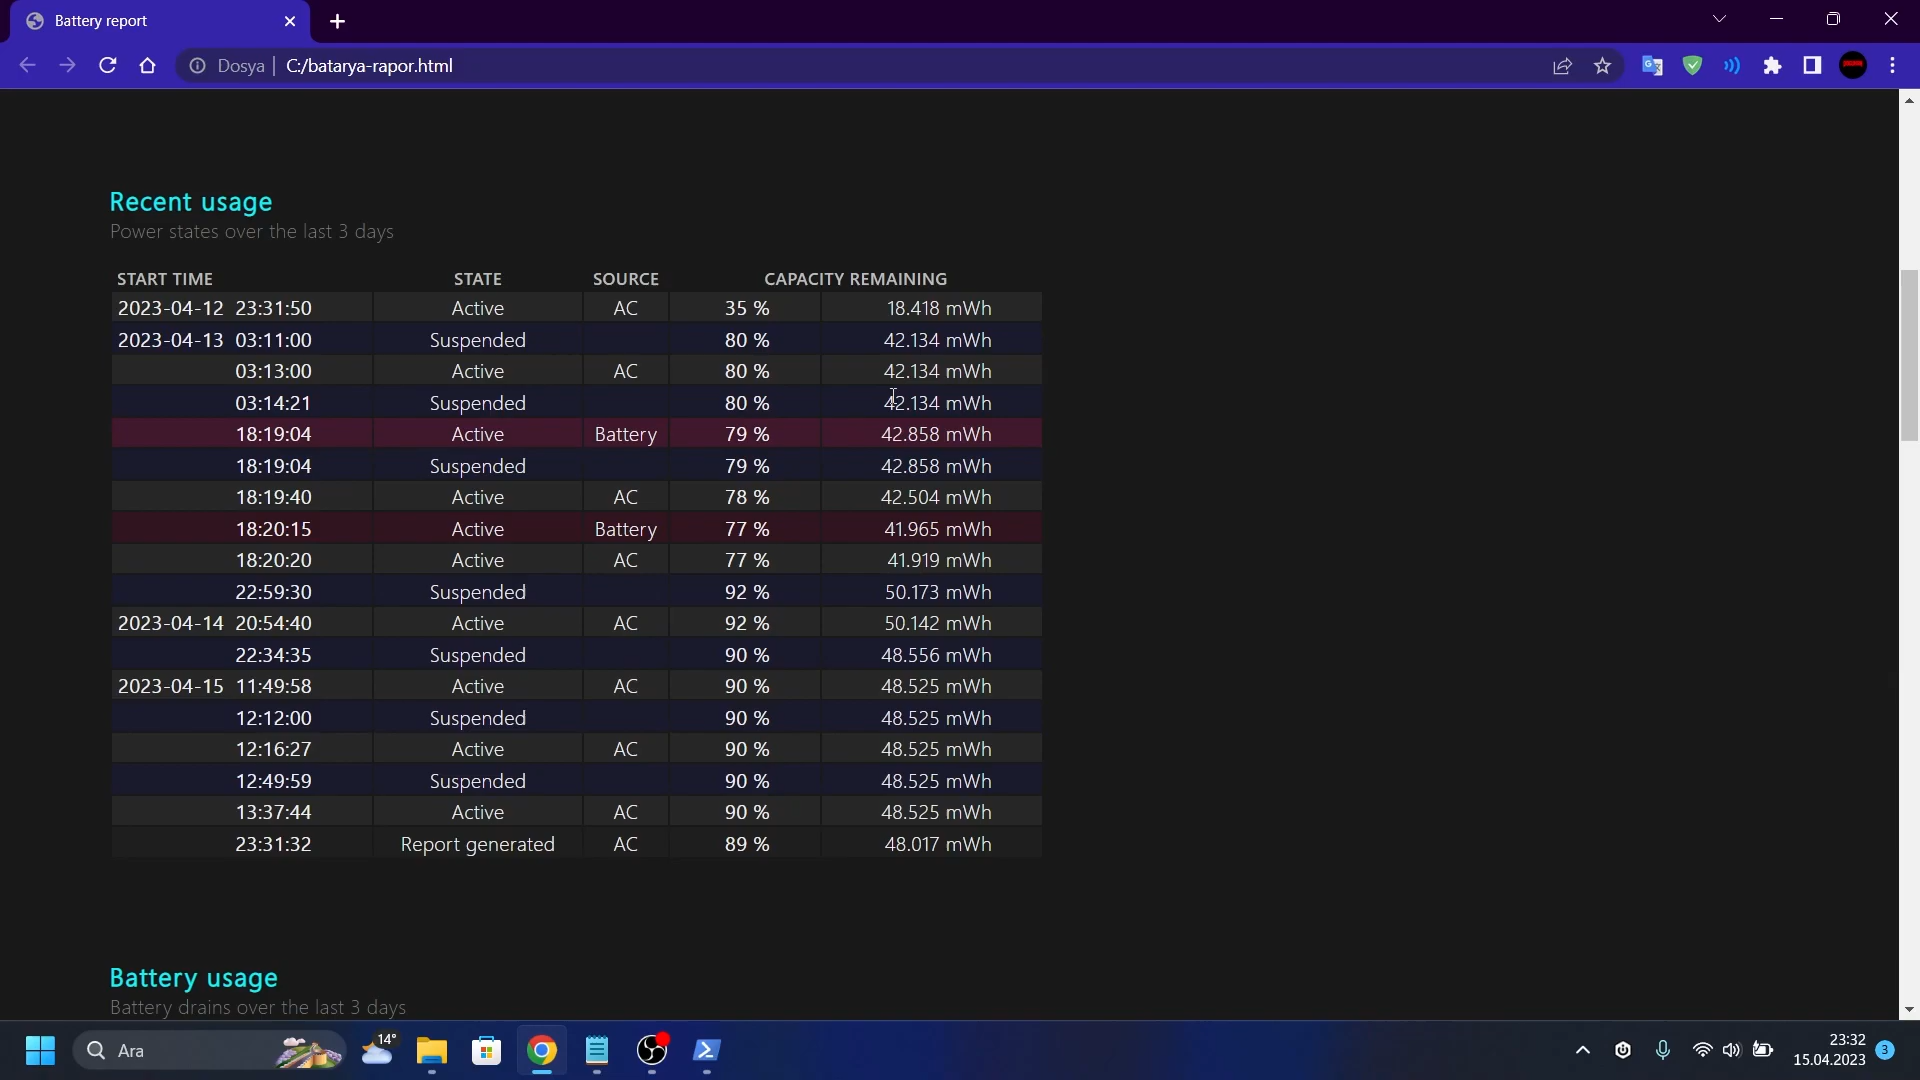 Battery report
Dosya | C:/batarya-rapor.html
Recent usage
Power states over the last 3 days
START TIME STATE SOURCE CAPACITY REMAINING
2023-04-12 23:31:50 Active AC 35 % 18.418 mWh
2023-04-13 03:11:00 Suspended 80 % 42.134 mWh
03:13:00 Active AC 80 % 42.134 mWh
03:14:21 Suspended 80 % 42.134 mWh
18:19:04 Active Battery 79 % 42.858 mWh
18:19:04 Suspended 79 % 42.858 mWh
18:19:40 Active AC 78 % 42.504 mWh
18:20:15 Active Battery 77 % 41.965 mWh
18:20:20 Active AC 77 % 41.919 mWh
22:59:30 Suspended 92 % 50.173 mWh
2023-04-14 20:54:40 Active AC 92 % 50.142 mWh
22:34:35 Suspended 90 % 48.556 mWh
2023-04-15 11:49:58 Active AC 90 % 48.525 mWh
12:12:00 Suspended 90 % 48.525 mWh
12:16:27 Active AC 90 % 48.525 mWh
12:49:59 Suspended 90 % 48.525 mWh
13:37:44 Active AC 90 % 48.525 mWh
23:31:32 Report generated AC 89 % 48.017 mWh
Battery usage
Battery drains over the last 3 days
Ara
14°
23:32
15.04.2023
3